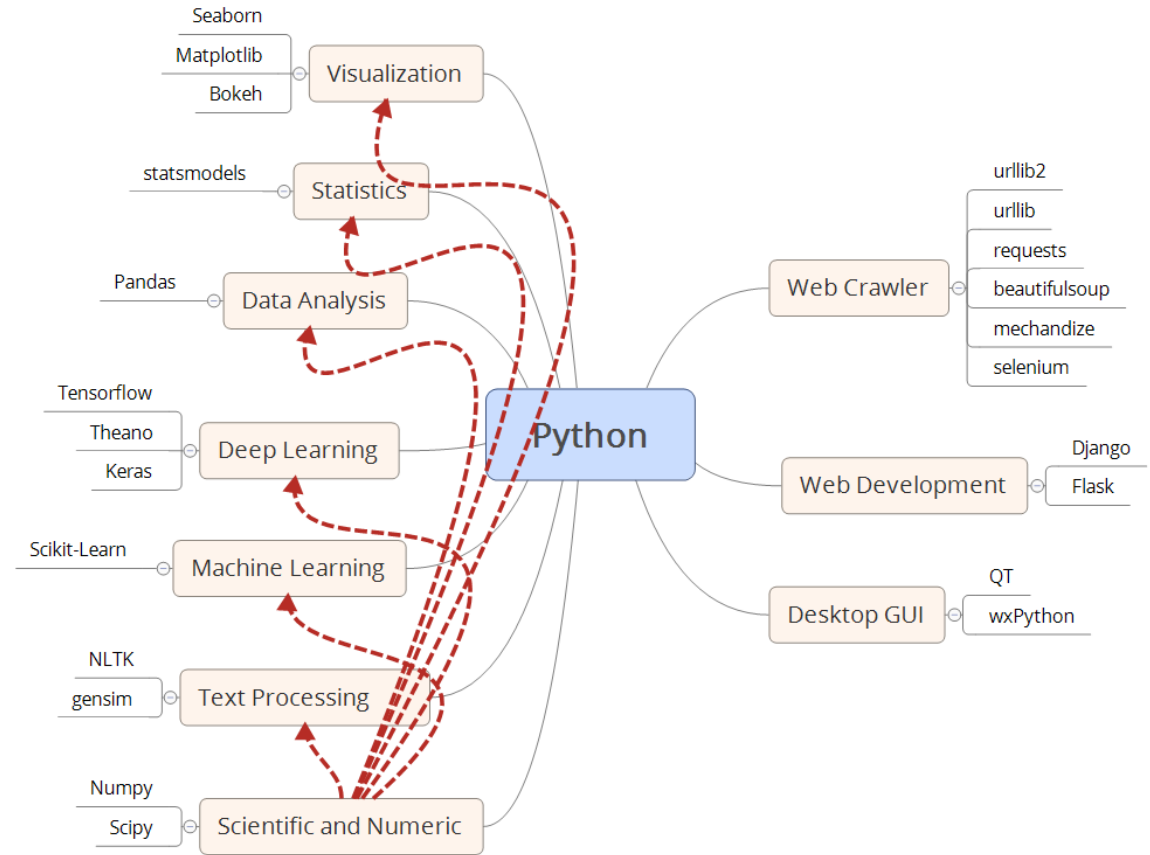 Seaborn
Matplotlib
Bokeh
Visualization
statsmodels
Statistics
Pandas
Data Analysis
Tensorflow
Theano
Keras
Deep Learning
Scikit-Learn
Machine Learning
NLTK
gensim
Text Processing
Numpy
Scipy
Scientific and Numeric
Python
Web Crawler
urllib2
urllib
requests
beautifulsoup
mechandize
selenium
Web Development
Django
Flask
Desktop GUI
QT
wxPython